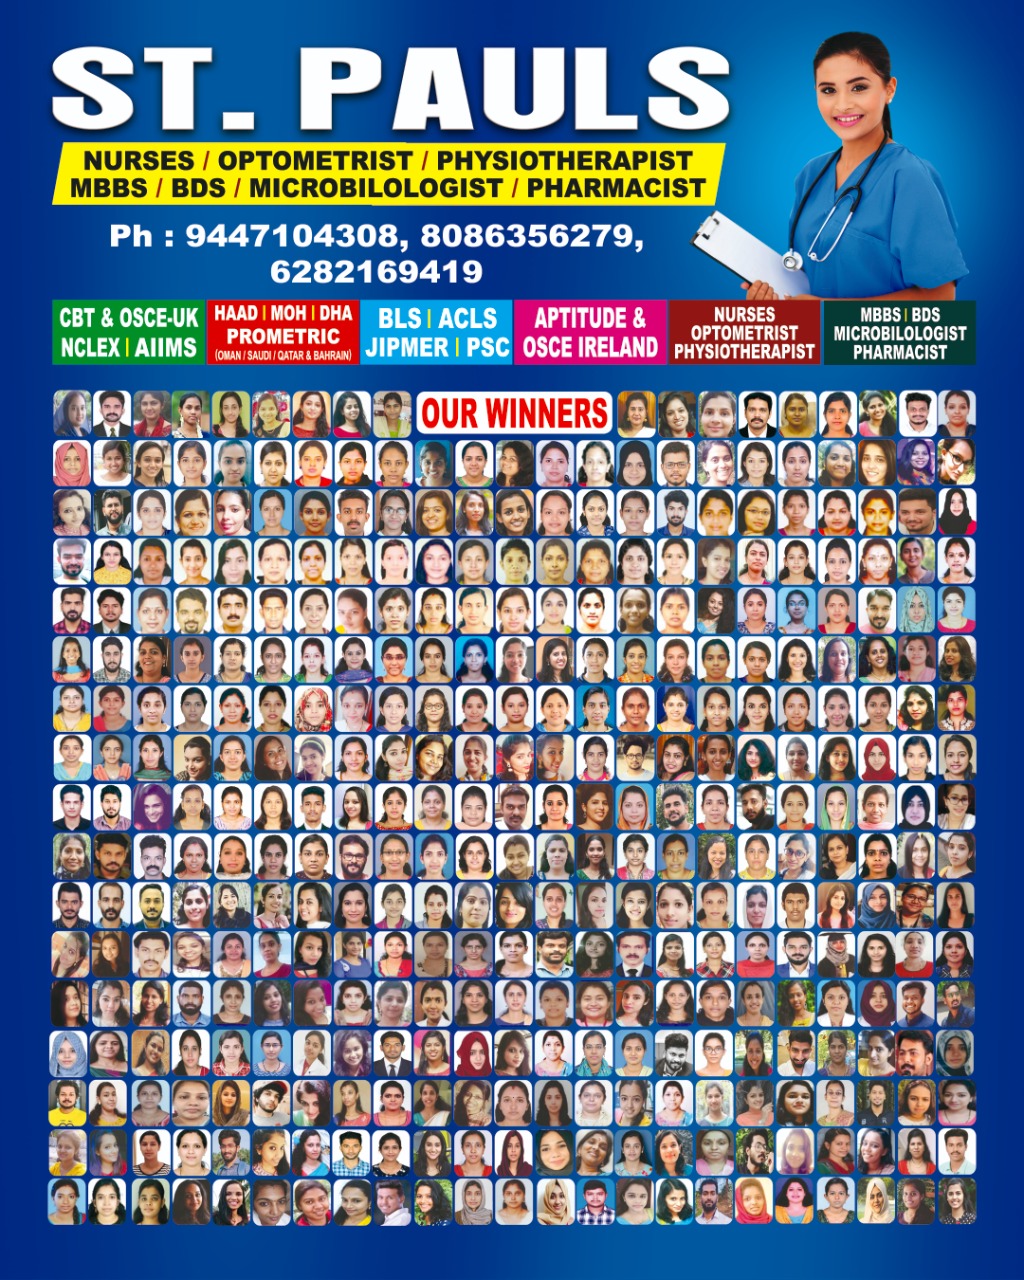 ST. PAULS
NURSES / OPTOMETRIST / PHYSIOTHERAPIST
MBBS / BDS / MICROBILOLOGIST / PHARMACIST
Ph : 9447104308, 8086356279,
6282169419
CBT & OSCE-UK
NCLEX | AIIMS
HAAD | MOH | DHA
PROMETRIC
(OMAN / SAUDI / QATAR & BAHRAIN)
BLS | ACLS
JIPMER | PSC
APTITUDE &
OSCE IRELAND
NURSES
OPTOMETRIST
PHYSIOTHERAPIST
MBBS | BDS
MICROBILOLOGIST
PHARMACIST
OUR WINNERS